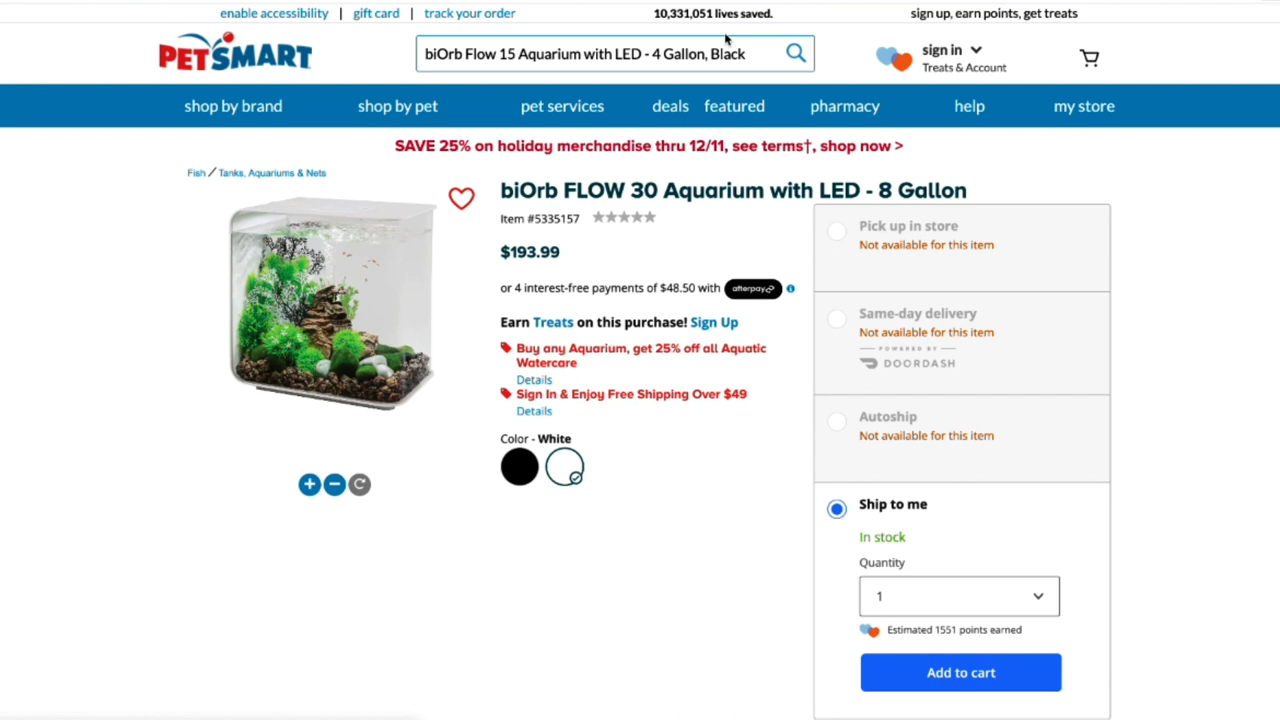 enable accessibility | gift card | track your order
10,331,051 lives saved.
sign up, earn points, get treats
PETSMART
biOrb Flow 15 Aquarium with LED - 4 Gallon, Black
sign in
Treats & Account
shop by brand
shop by pet
pet services
deals
featured
pharmacy
help
my store
SAVE 25% on holiday merchandise thru 12/11, see terms†, shop now >
Fish / Tanks, Aquariums & Nets
biOrb FLOW 30 Aquarium with LED - 8 Gallon
Item #5335157
$193.99
or 4 interest-free payments of $48.50 with afterpay
Earn Treats on this purchase! Sign Up
Buy any Aquarium, get 25% off all Aquatic
Watercare
Details
Sign In & Enjoy Free Shipping Over $49
Details
Color - White
Pick up in store
Not available for this item
Same-day delivery
Not available for this item
POWERED BY
DOORDASH
Autoship
Not available for this item
Ship to me
In stock
Quantity
1
Estimated 1551 points earned
Add to cart